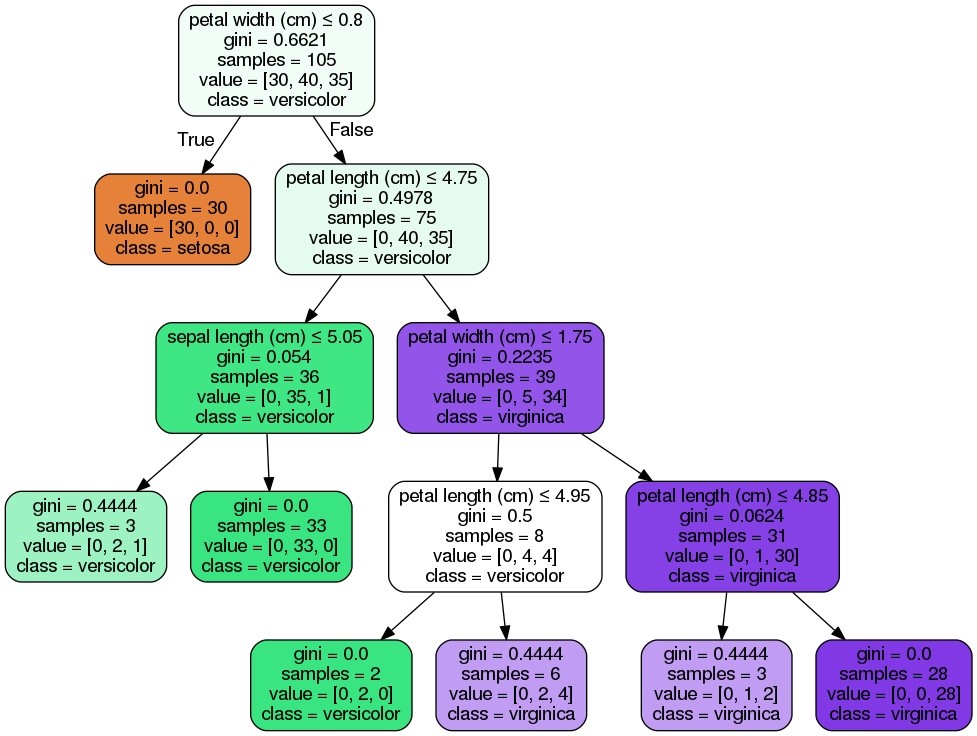 petal width (cm) ≤ 0.8
gini = 0.6621
samples = 105
value = [30, 40, 35]
class = versicolor
True
False
gini = 0.0
samples = 30
value = [30, 0, 0]
class = setosa
petal length (cm) ≤ 4.75
gini = 0.4978
samples = 75
value = [0, 40, 35]
class = versicolor
sepal length (cm) ≤ 5.05
gini = 0.054
samples = 36
value = [0, 35, 1]
class = versicolor
petal width (cm) ≤ 1.75
gini = 0.2235
samples = 39
value = [0, 5, 34]
class = virginica
gini = 0.4444
samples = 3
value = [0, 2, 1]
class = versicolor
gini = 0.0
samples = 33
value = [0, 33, 0]
class = versicolor
petal length (cm) ≤ 4.95
gini = 0.5
samples = 8
value = [0, 4, 4]
class = versicolor
petal length (cm) ≤ 4.85
gini = 0.0624
samples = 31
value = [0, 1, 30]
class = virginica
gini = 0.0
samples = 2
value = [0, 2, 0]
class = versicolor
gini = 0.4444
samples = 6
value = [0, 2, 4]
class = virginica
gini = 0.4444
samples = 3
value = [0, 1, 2]
class = virginica
gini = 0.0
samples = 28
value = [0, 0, 28]
class = virginica